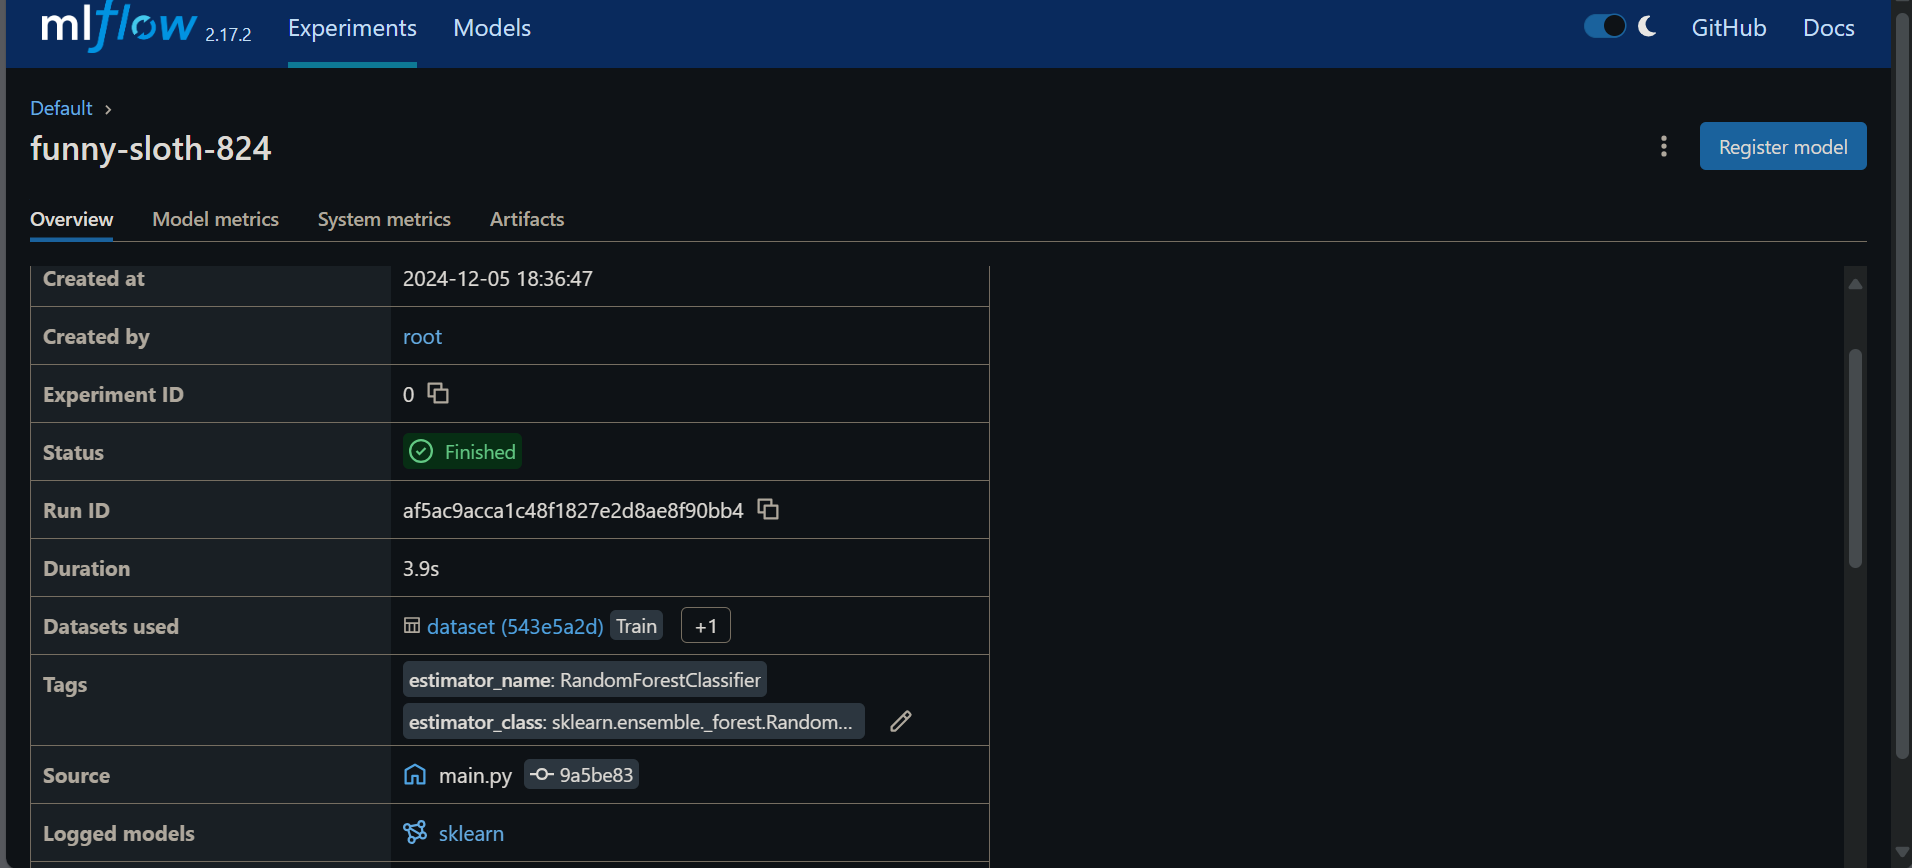 mlflow 2.17.2 Experiments Models GitHub Docs
Default
funny-sloth-824
Register model
Overview Model metrics System metrics Artifacts
Created at 2024-12-05 18:36:47
Created by root
Experiment ID 0
Status Finished
Run ID af5ac9acca1c48f1827e2d8ae8f90bb4
Duration 3.9s
Datasets used dataset (543e5a2d) Train +1
Tags estimator_name: RandomForestClassifier
estimator_class: sklearn.ensemble._forest.Random...
Source main.py 9a5be83
Logged models sklearn